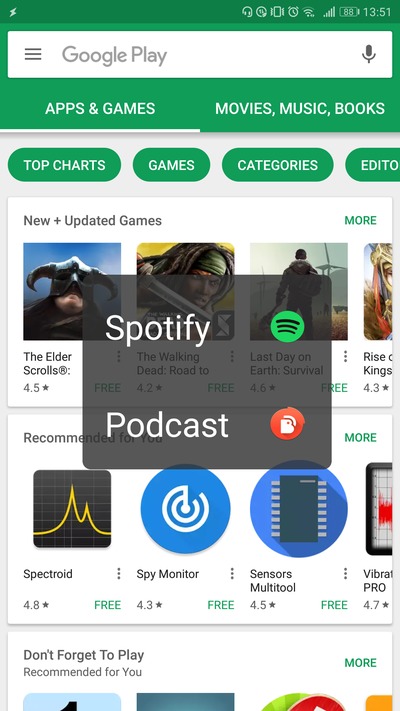 88 13:51
Google Play
APPS & GAMES
MOVIES, MUSIC, BOOKS
TOP CHARTS
GAMES
CATEGORIES
EDITO
New + Updated Games
MORE
Spotify
Podcast
The Elder
Scrolls®:
4.5★ FREE
The Walking
Dead: Road to
4.2★ FREE
Last Day on
Earth: Survival
4.6★ FREE
Rise o
Kings
4.3★
Recommended for You
MORE
Spectroid
4.8★ FREE
Spy Monitor
4.3★ FREE
Sensors
Multitool
4.5★ FREE
Vibrat
PRO
4.7★
Don't Forget To Play
Recommended for You
MORE